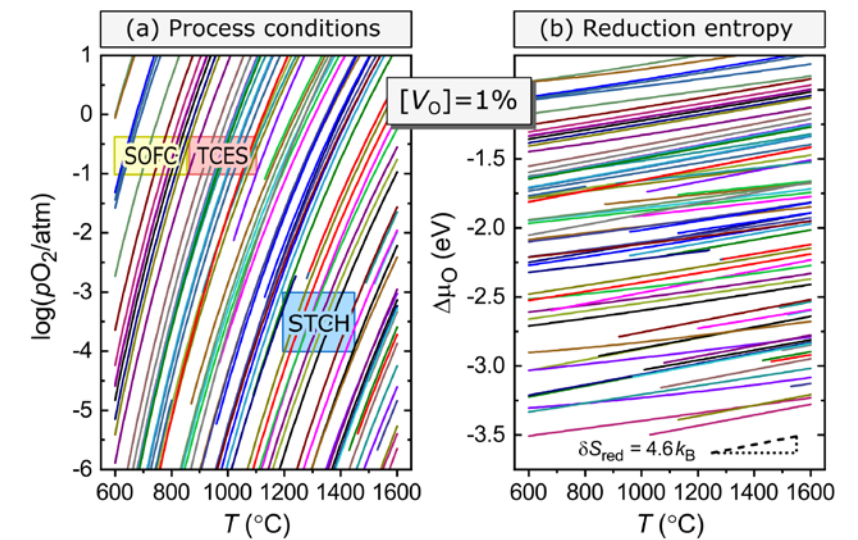 (a) Process conditions
(b) Reduction entropy
[V_O]=1%
1
0
-1
-2
-3
-4
-5
-6
log(pO₂/atm)
SOFC
TCES
STCH
600 800 1000 1200 1400 1600
T (°C)
-1.5
-2.0
-2.5
-3.0
-3.5
Δμ_O (eV)
δS_red = 4.6k_B
600 800 1000 1200 1400 1600
T (°C)